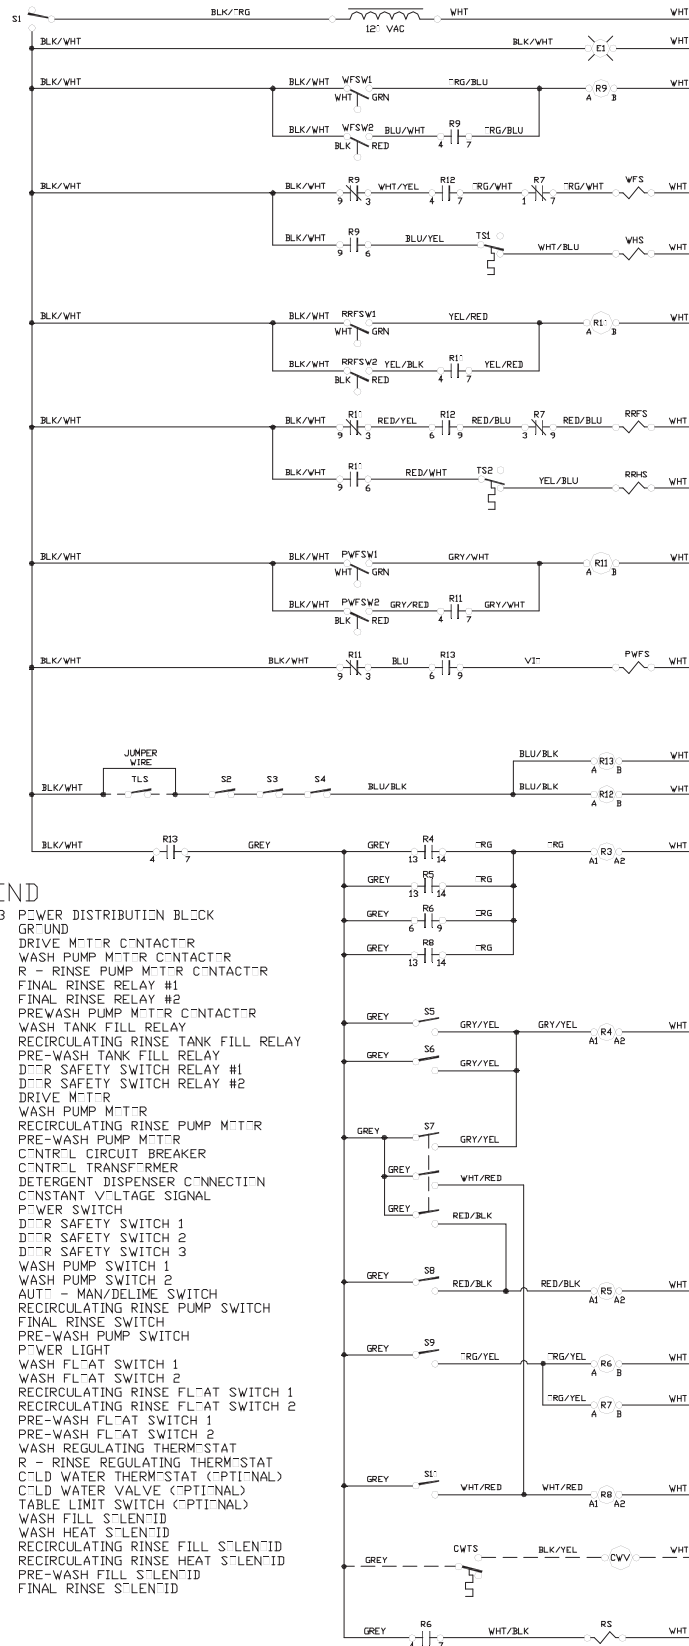 S1 BLK/ORG WHT WHT
120 VAC
BLK/WHT BLK/WHT E1 WHT
BLK/WHT BLK/WHT WFSW1 ORG/BLU R9 WHT
WHT GRN A B
BLK/WHT WFSW2 BLU/WHT R9 ORG/BLU
BLK RED 4 7
BLK/WHT BLK/WHT R9 WHT/YEL R12 ORG/WHT R7 ORG/WHT WFS WHT
9 3 4 7 1 7
BLK/WHT R9 BLU/YEL TS1 WHT/BLU WHS WHT
9 6
BLK/WHT BLK/WHT RRFSW1 YEL/RED R10 WHT
WHT GRN A B
BLK/WHT RRFSW2 YEL/BLK R10 YEL/RED
BLK RED 4 7
BLK/WHT BLK/WHT R10 RED/YEL R12 RED/BLU R7 RED/BLU RRFS WHT
9 3 6 9 3 9
BLK/WHT R10 RED/WHT TS2 YEL/BLU RRHS WHT
9 6
BLK/WHT BLK/WHT PWFSW1 GRY/WHT R11 WHT
WHT GRN A B
BLK/WHT PWFSW2 GRY/RED R11 GRY/WHT
BLK RED 4 7
BLK/WHT BLK/WHT R11 BLU R13 VIO PWFS WHT
9 3 6 9
JUMPER
WIRE
BLU/BLK R13 WHT
A B
BLK/WHT TLS S2 S3 S4 BLU/BLK BLU/BLK R12 WHT
A B
BLK/WHT R13 GREY GREY R4 ORG ORG R3 WHT
4 7 13 14 A1 A2
GREY R5 ORG
13 14
GREY R6 ORG
6 9
GREY R8 ORG
13 14
GREY S5 GRY/YEL GRY/YEL R4 WHT
A1 A2
GREY S6 GRY/YEL
GREY S7 GRY/YEL
GREY WHT/RED
GREY RED/BLK
GREY S8 RED/BLK RED/BLK R5 WHT
A1 A2
GREY S9 ORG/YEL ORG/YEL R6 WHT
A B
ORG/YEL R7 WHT
A B
GREY S10 WHT/RED WHT/RED R8 WHT
A1 A2
GREY CWTS BLK/YEL CWV WHT
GREY R6 WHT/BLK RS WHT
4 7
END
3 POWER DISTRIBUTION BLOCK
GROUND
DRIVE MOTOR CONTACTOR
WASH PUMP MOTOR CONTACTOR
R - RINSE PUMP MOTOR CONTACTOR
FINAL RINSE RELAY #1
FINAL RINSE RELAY #2
PREWASH PUMP MOTOR CONTACTOR
WASH TANK FILL RELAY
RECIRCULATING RINSE TANK FILL RELAY
PRE-WASH TANK FILL RELAY
DOOR SAFETY SWITCH RELAY #1
DOOR SAFETY SWITCH RELAY #2
DRIVE MOTOR
WASH PUMP MOTOR
RECIRCULATING RINSE PUMP MOTOR
PRE-WASH PUMP MOTOR
CONTROL CIRCUIT BREAKER
CONTROL TRANSFORMER
DETERGENT DISPENSER CONNECTION
CONSTANT VOLTAGE SIGNAL
POWER SWITCH
DOOR SAFETY SWITCH 1
DOOR SAFETY SWITCH 2
DOOR SAFETY SWITCH 3
WASH PUMP SWITCH 1
WASH PUMP SWITCH 2
AUTO - MAN/DELIME SWITCH
RECIRCULATING RINSE PUMP SWITCH
FINAL RINSE SWITCH
PRE-WASH PUMP SWITCH
POWER LIGHT
WASH FLOAT SWITCH 1
WASH FLOAT SWITCH 2
RECIRCULATING RINSE FLOAT SWITCH 1
RECIRCULATING RINSE FLOAT SWITCH 2
PRE-WASH FLOAT SWITCH 1
PRE-WASH FLOAT SWITCH 2
WASH REGULATING THERMOSTAT
R - RINSE REGULATING THERMOSTAT
COLD WATER THERMOSTAT (OPTIONAL)
COLD WATER VALVE (OPTIONAL)
TABLE LIMIT SWITCH (OPTIONAL)
WASH FILL SOLENOID
WASH HEAT SOLENOID
RECIRCULATING RINSE FILL SOLENOID
RECIRCULATING RINSE HEAT SOLENOID
PRE-WASH FILL SOLENOID
FINAL RINSE SOLENOID